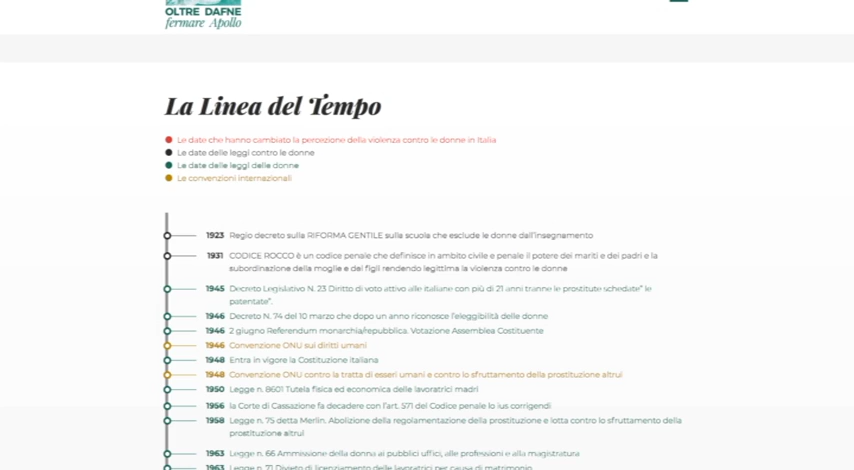 OLTRE DAFNE
fermare Apollo
La Linea del Tempo
Le date che hanno cambiato la percezione della violenza contro le donne in Italia
Le date delle leggi contro le donne
Le date delle leggi delle donne
Le convenzioni internazionali
1923 Regio decreto sulla RIFORMA GENTILE sulla scuola che esclude le donne dall'insegnamento
1931 CODICE ROCCO è un codice penale che definisce in ambito civile e penale il potere dei mariti e dei padri e la
subordinazione della moglie e dei figli rendendo legittima la violenza contro le donne
1945 Decreto Legislativo N. 23 Diritto di voto attivo alle italiane con più di 21 anni tranne le prostitute schedate" le
patentate".
1946 Decreto N. 74 del 10 marzo che dopo un anno riconosce l'eleggibilità delle donne
1946 2 giugno Referendum monarchia/repubblica. Votazione Assemblea Costituente
1946 Convenzione ONU sui diritti umani
1948 Entra in vigore la Costituzione italiana
1948 Convenzione ONU contro la tratta di esseri umani e contro lo sfruttamento della prostituzione altrui
1950 Legge n. 8601 Tutela fisica ed economica delle lavoratrici madri
1956 la Corte di Cassazione fa decadere con l'art. 571 del Codice penale lo ius corrigendi
1958 Legge n. 75 detta Merlin. Abolizione della regolamentazione della prostituzione e lotta contro lo sfruttamento della
prostituzione altrui
1963 Legge n. 66 Ammissione della donna ai pubblici uffici, alle professioni e alla magistratura
1963 Legge n. 71 Divieto di licenziamento delle lavoratrici per causa di matrimonio